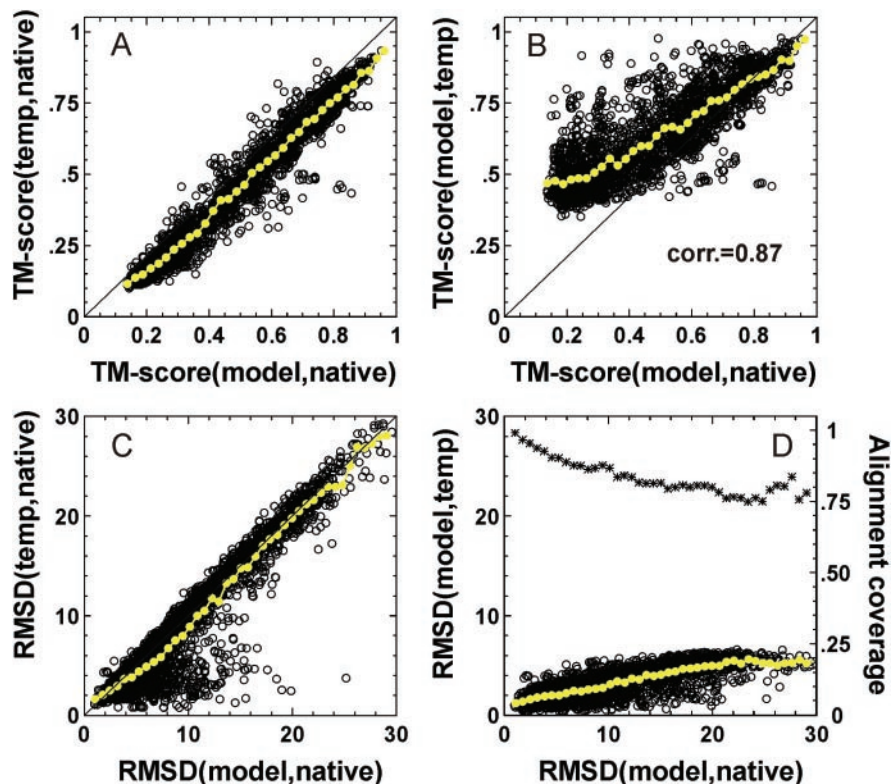 A
TM-score(temp,native)
1
.75
.5
.25
0
0 0.2 0.4 0.6 0.8 1
TM-score(model,native)
B
TM-score(model,temp)
1
.75
.5
.25
0
corr.=0.87
0 0.2 0.4 0.6 0.8 1
TM-score(model,native)
C
RMSD(temp,native)
30
20
10
0
0 10 20 30
RMSD(model,native)
D
RMSD(model,temp)
30
20
10
0
0 10 20 30
RMSD(model,native)
1
0.75
.50
.25
0
Alignment coverage